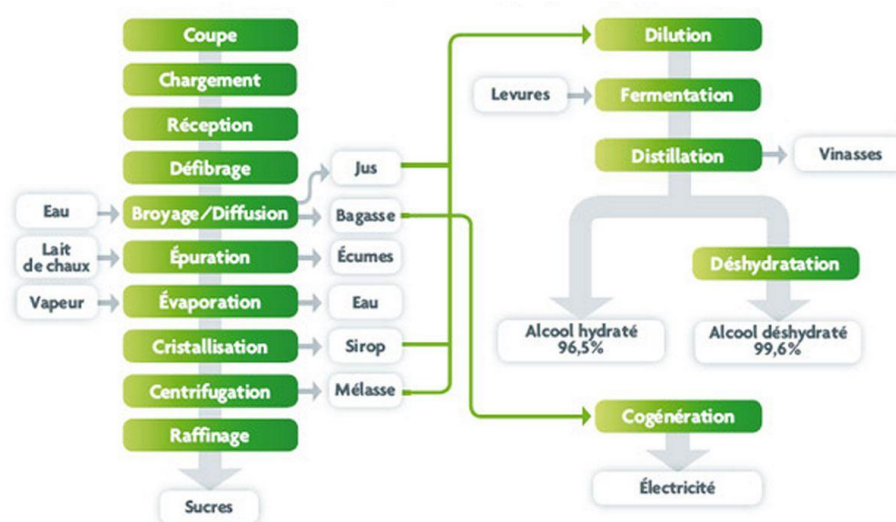 Coupe
Chargement
Réception
Défibrage
Jus
Eau
Broyage/Diffusion
Bagasse
Lait
de chaux
Épuration
Écumes
Vapeur
Évaporation
Eau
Cristallisation
Sirop
Centrifugation
Mélasse
Raffinage
Sucres
Dilution
Levures
Fermentation
Distillation
Vinasses
Déshydratation
Alcool hydraté
96,5%
Alcool déshydraté
99,6%
Cogénération
Électricité